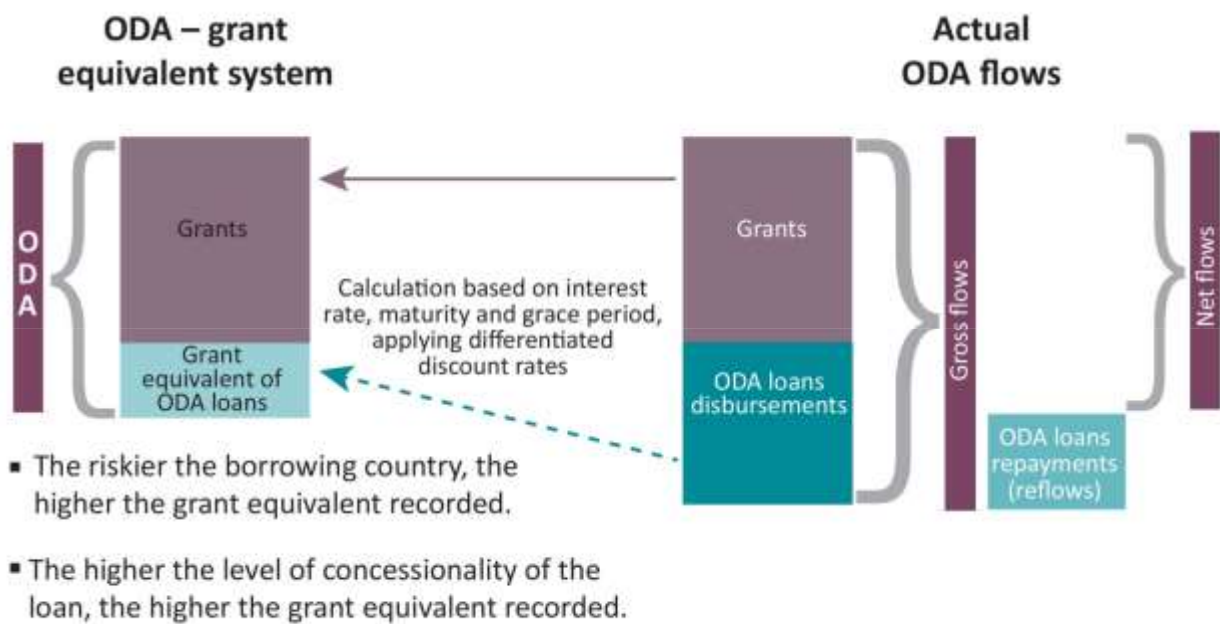 ODA – grant
equivalent system
Actual
ODA flows
ODA
Grants
Grant
equivalent of
ODA loans
Calculation based on interest
rate, maturity and grace period,
applying differentiated
discount rates
Grants
ODA loans
disbursements
Gross flows
ODA loans
repayments
(reflows)
Net flows
▪ The riskier the borrowing country, the
higher the grant equivalent recorded.
▪ The higher the level of concessionality of the
loan, the higher the grant equivalent recorded.